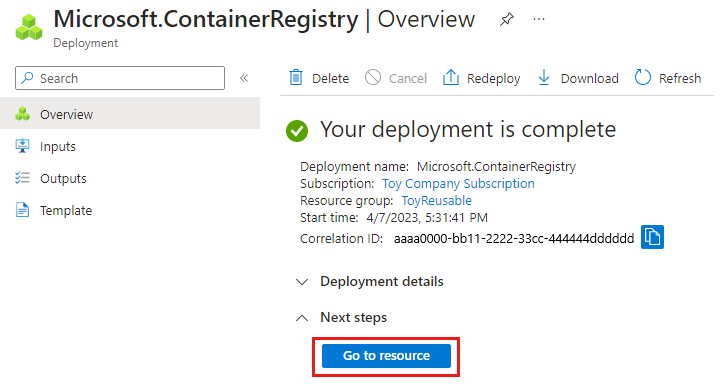 Microsoft.ContainerRegistry | Overview
Deployment
Search
Delete Cancel Redeploy Download Refresh
Overview
Inputs
Outputs
Template
Your deployment is complete
Deployment name: Microsoft.ContainerRegistry
Subscription: Toy Company Subscription
Resource group: ToyReusable
Start time: 4/7/2023, 5:31:41 PM
Correlation ID: aaaa0000-bb11-2222-33cc-444444dddddd
Deployment details
Next steps
Go to resource